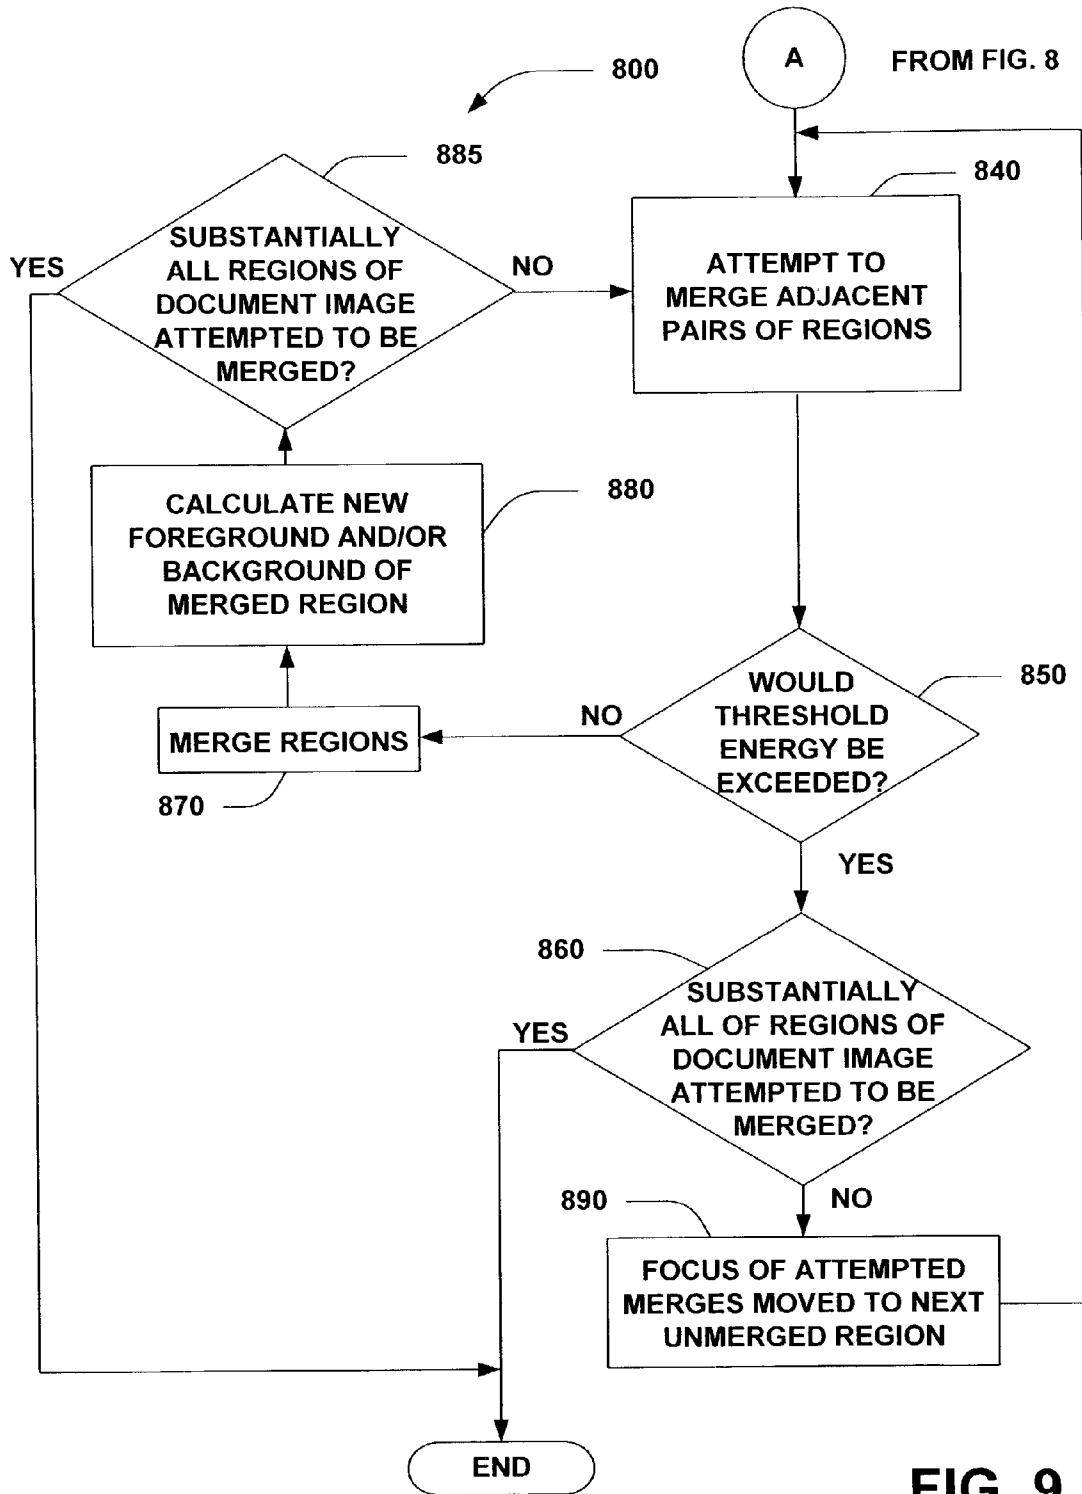 A
FROM FIG. 8
800
885
840
SUBSTANTIALLY
ALL REGIONS OF
DOCUMENT IMAGE
ATTEMPTED TO BE
MERGED?
YES
NO
ATTEMPT TO
MERGE ADJACENT
PAIRS OF REGIONS
CALCULATE NEW
FOREGROUND AND/OR
BACKGROUND OF
MERGED REGION
880
WOULD
THRESHOLD
ENERGY BE
EXCEEDED?
850
NO
MERGE REGIONS
870
YES
860
SUBSTANTIALLY
ALL OF REGIONS OF
DOCUMENT IMAGE
ATTEMPTED TO BE
MERGED?
YES
NO
890
FOCUS OF ATTEMPTED
MERGES MOVED TO NEXT
UNMERGED REGION
END
FIG. 9